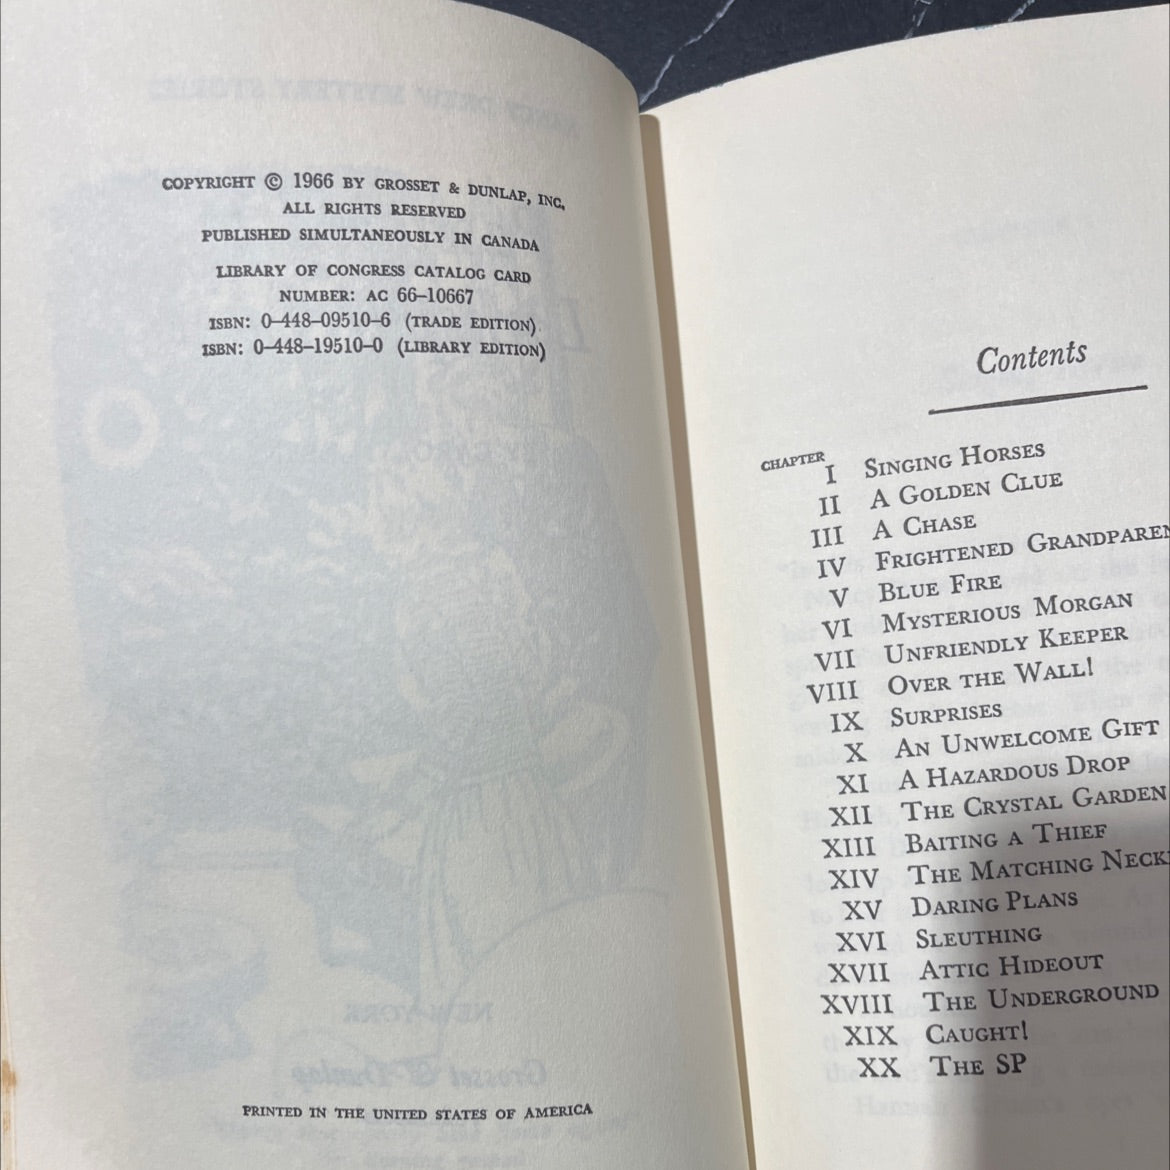 COPYRIGHT © 1966 BY GROSSET & DUNLAP, INC.
ALL RIGHTS RESERVED
PUBLISHED SIMULTANEOUSLY IN CANADA
LIBRARY OF CONGRESS CATALOG CARD
NUMBER: AC 66–10667
ISBN: 0–448–09510–6 (TRADE EDITION)
ISBN: 0–448–19510–0 (LIBRARY EDITION)
PRINTED IN THE UNITED STATES OF AMERICA
Contents
CHAPTER
I SINGING HORSES
II A GOLDEN CLUE
III A CHASE
IV FRIGHTENED GRANDPAREN
V BLUE FIRE
VI MYSTERIOUS MORGAN
VII UNFRIENDLY KEEPER
VIII OVER THE WALL!
IX SURPRISES
X AN UNWELCOME GIFT
XI A HAZARDOUS DROP
XII THE CRYSTAL GARDEN
XIII BAITING A THIEF
XIV THE MATCHING NECK
XV DARING PLANS
XVI SLEUTHING
XVII ATTIC HIDEOUT
XVIII THE UNDERGROUND
XIX CAUGHT!
XX THE SP